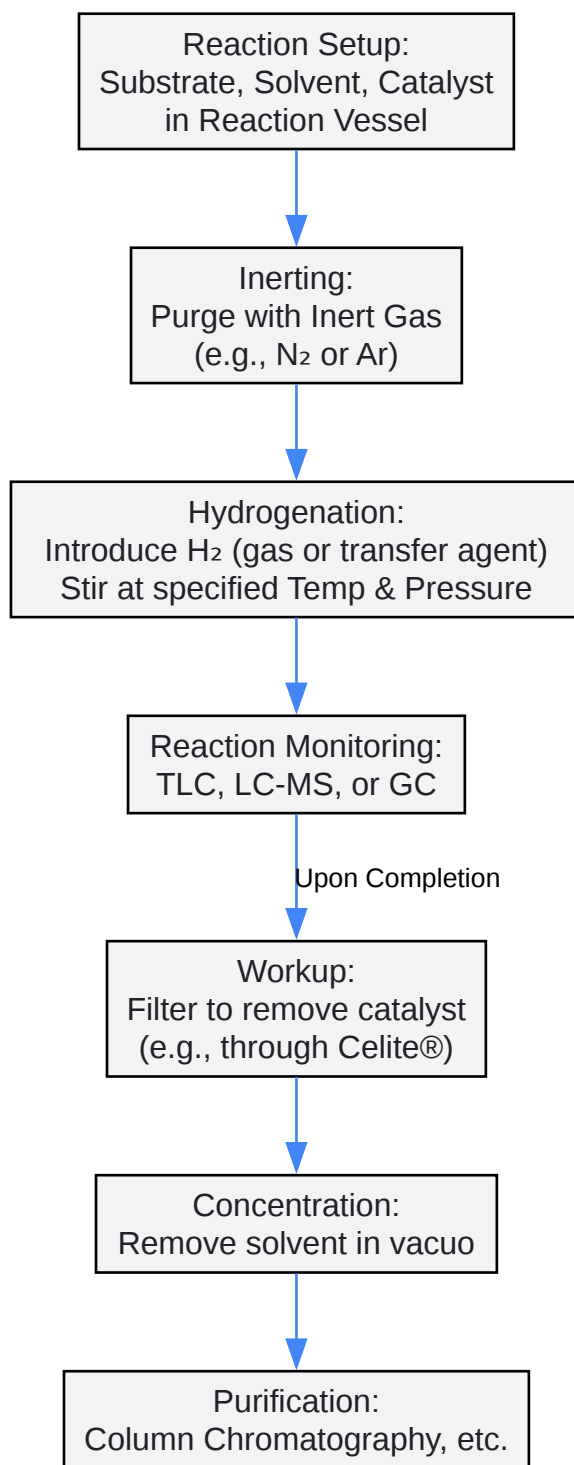 Reaction Setup:
Substrate, Solvent, Catalyst
in Reaction Vessel
Inerting:
Purge with Inert Gas
(e.g., N₂ or Ar)
Hydrogenation:
Introduce H₂ (gas or transfer agent)
Stir at specified Temp & Pressure
Reaction Monitoring:
TLC, LC-MS, or GC
Upon Completion
Workup:
Filter to remove catalyst
(e.g., through Celite®)
Concentration:
Remove solvent in vacuo
Purification:
Column Chromatography, etc.